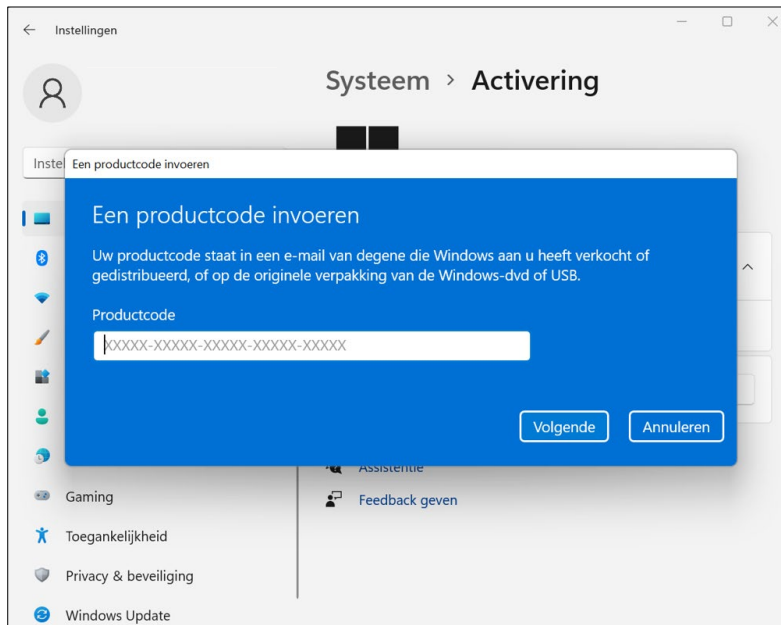 Instellingen
Systeem > Activering
Een productcode invoeren
Een productcode invoeren
Uw productcode staat in een e-mail van degene die Windows aan u heeft verkocht of
gedistribueerd, of op de originele verpakking van de Windows-dvd of USB.
Productcode
XXXXX-XXXXX-XXXXX-XXXXX-XXXXX
Volgende
Annuleren
Assistentie
Gaming
Feedback geven
Toegankelijkheid
Privacy & beveiliging
Windows Update